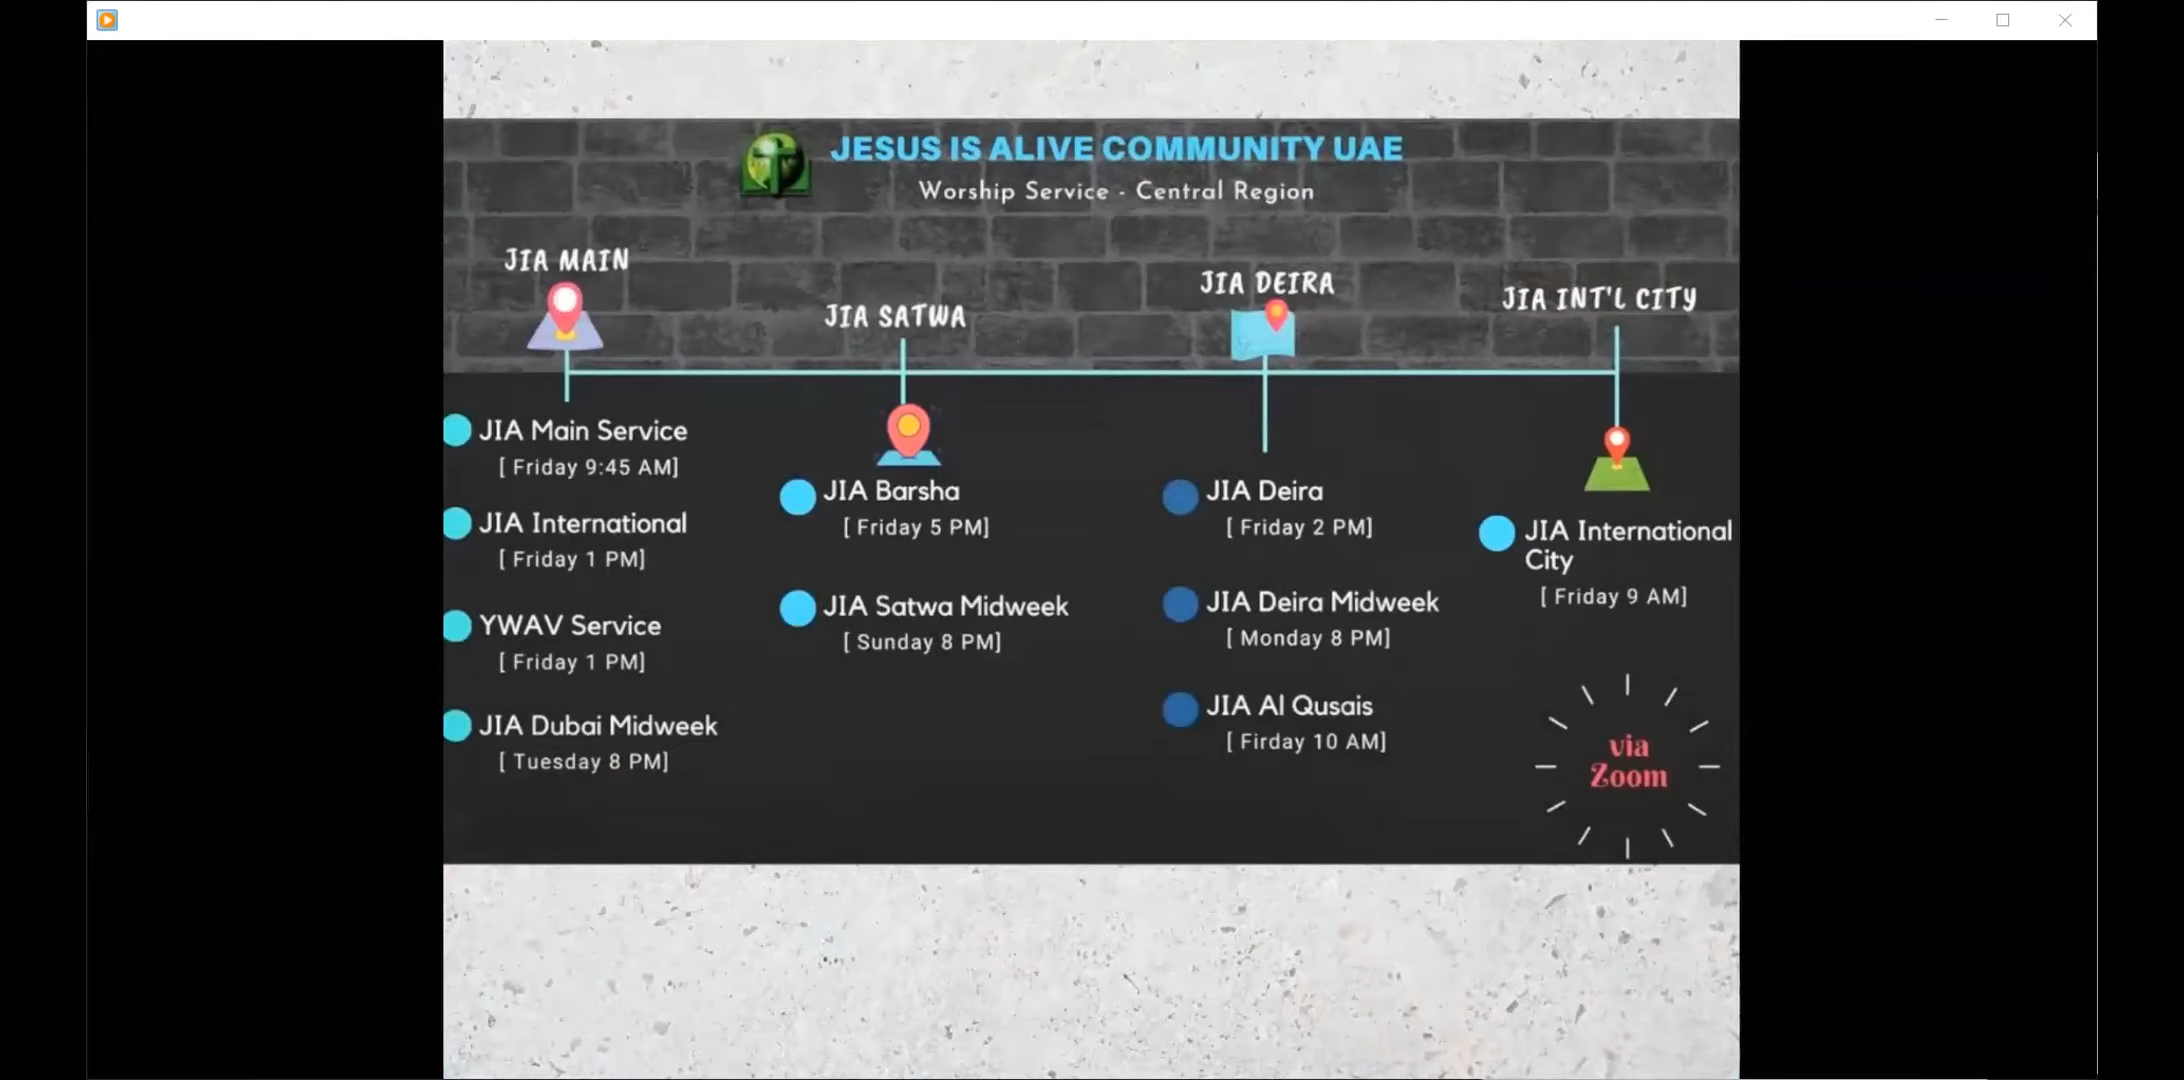 JESUS IS ALIVE COMMUNITY UAE
Worship Service - Central Region
JIA MAIN
JIA Main Service
[ Friday 9:45 AM]
JIA International
[ Friday 1 PM]
YWAV Service
[ Friday 1 PM]
JIA Dubai Midweek
[ Tuesday 8 PM]
JIA SATWA
JIA Barsha
[ Friday 5 PM]
JIA Satwa Midweek
[ Sunday 8 PM]
JIA DEIRA
JIA Deira
[ Friday 2 PM]
JIA Deira Midweek
[ Monday 8 PM]
JIA Al Qusais
[ Firday 10 AM]
JIA INT'L CITY
JIA International
City
[ Friday 9 AM]
via
Zoom